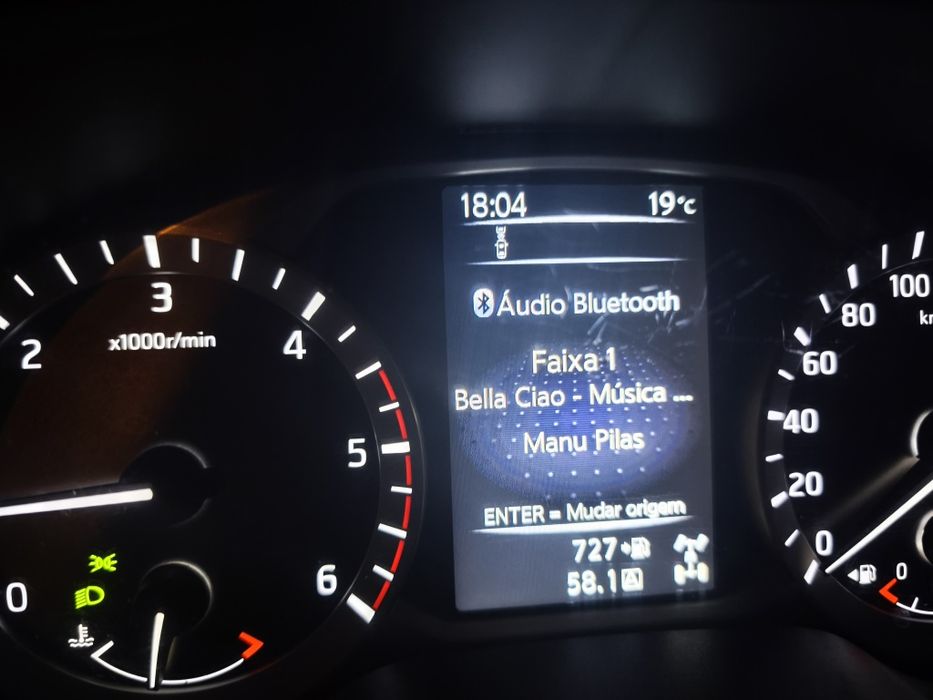 18:04 19°C
Áudio Bluetooth
Faixa 1
Bella Ciao - Música ...
Manu Pilas
ENTER = Mudar origem
727
58.1 A
0
2
3
4
5
6
x1000r/min
0
20
40
60
80
100
0